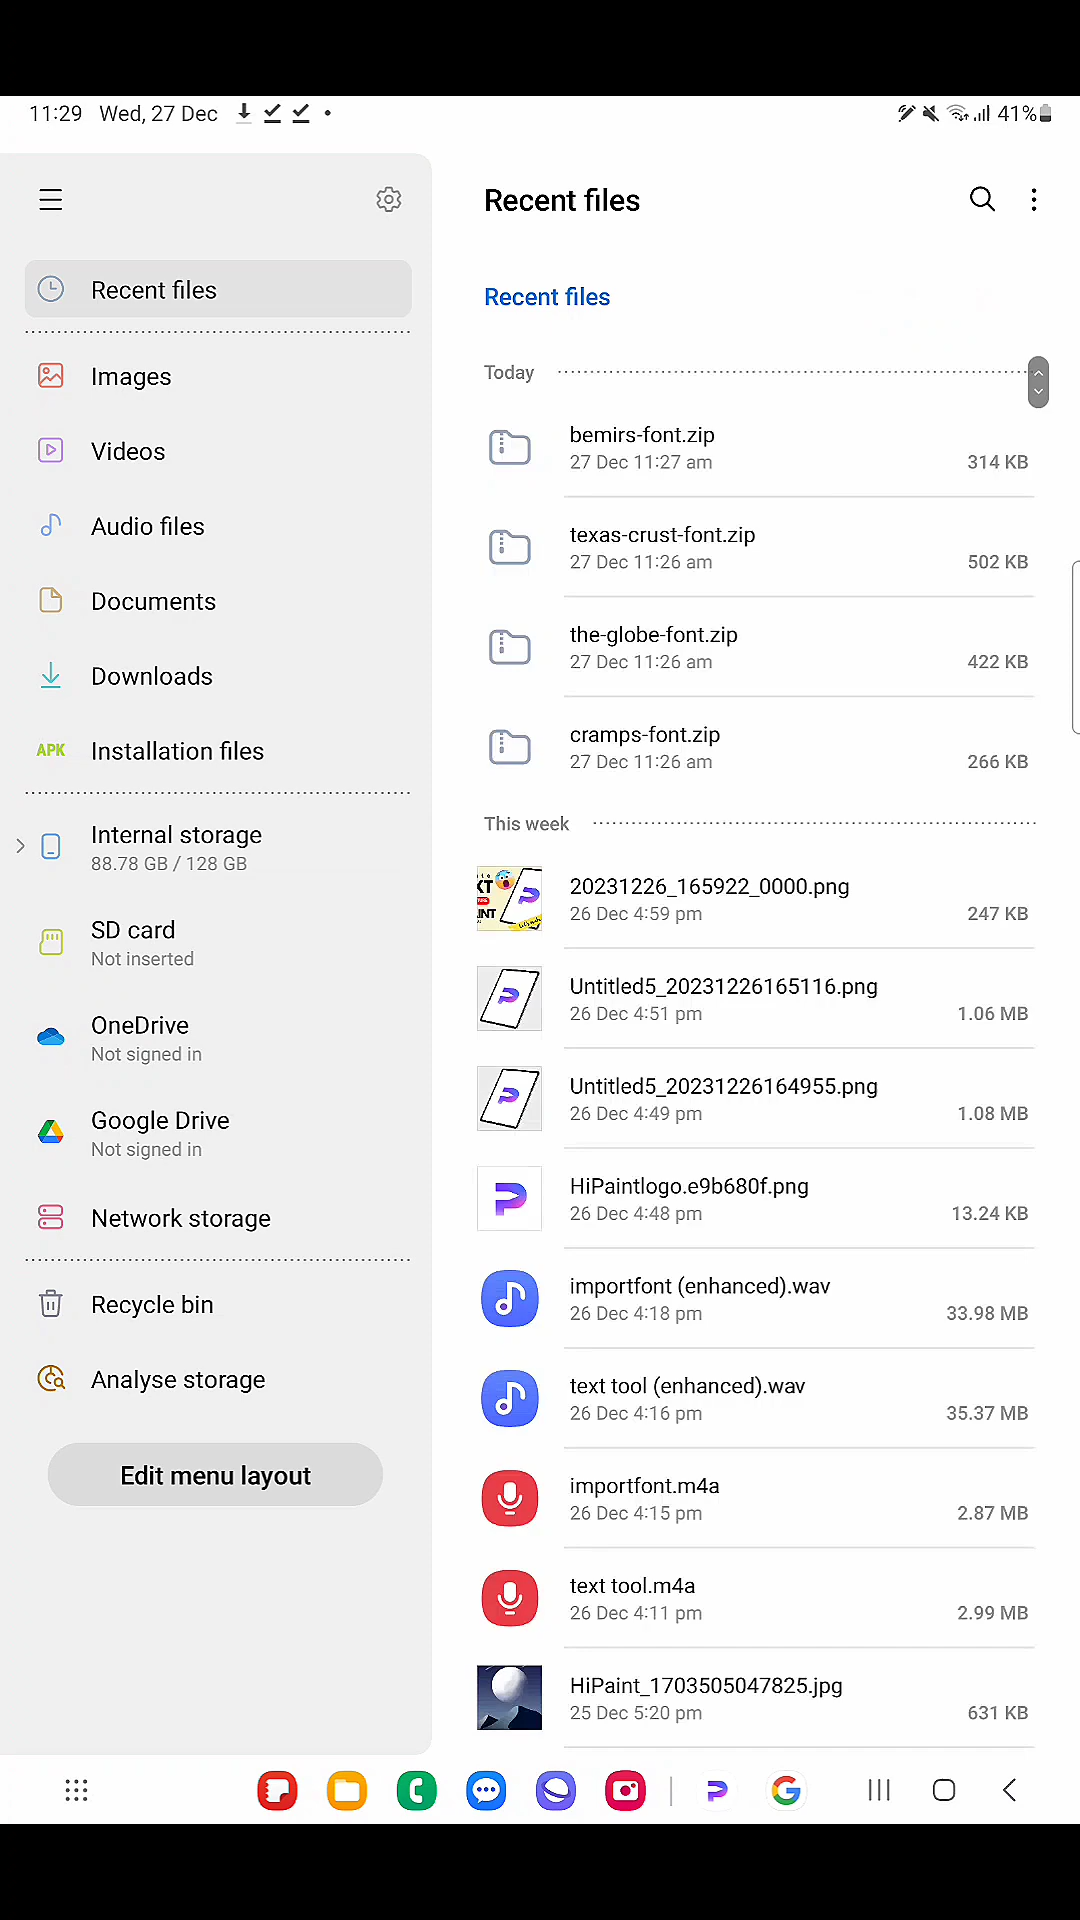 11:29 Wed, 27 Dec
41%
Recent files
Images
Videos
Audio files
Documents
Downloads
APK Installation files
Internal storage
88.78 GB / 128 GB
SD card
Not inserted
OneDrive
Not signed in
Google Drive
Not signed in
Network storage
Recycle bin
Analyse storage
Edit menu layout
Recent files
Recent files
Today
bemirs-font.zip
27 Dec 11:27 am 314 KB
texas-crust-font.zip
27 Dec 11:26 am 502 KB
the-globe-font.zip
27 Dec 11:26 am 422 KB
cramps-font.zip
27 Dec 11:26 am 266 KB
This week
20231226_165922_0000.png
26 Dec 4:59 pm 247 KB
Untitled5_20231226165116.png
26 Dec 4:51 pm 1.06 MB
Untitled5_20231226164955.png
26 Dec 4:49 pm 1.08 MB
HiPaintlogo.e9b680f.png
26 Dec 4:48 pm 13.24 KB
importfont (enhanced).wav
26 Dec 4:18 pm 33.98 MB
text tool (enhanced).wav
26 Dec 4:16 pm 35.37 MB
importfont.m4a
26 Dec 4:15 pm 2.87 MB
text tool.m4a
26 Dec 4:11 pm 2.99 MB
HiPaint_1703505047825.jpg
25 Dec 5:20 pm 631 KB